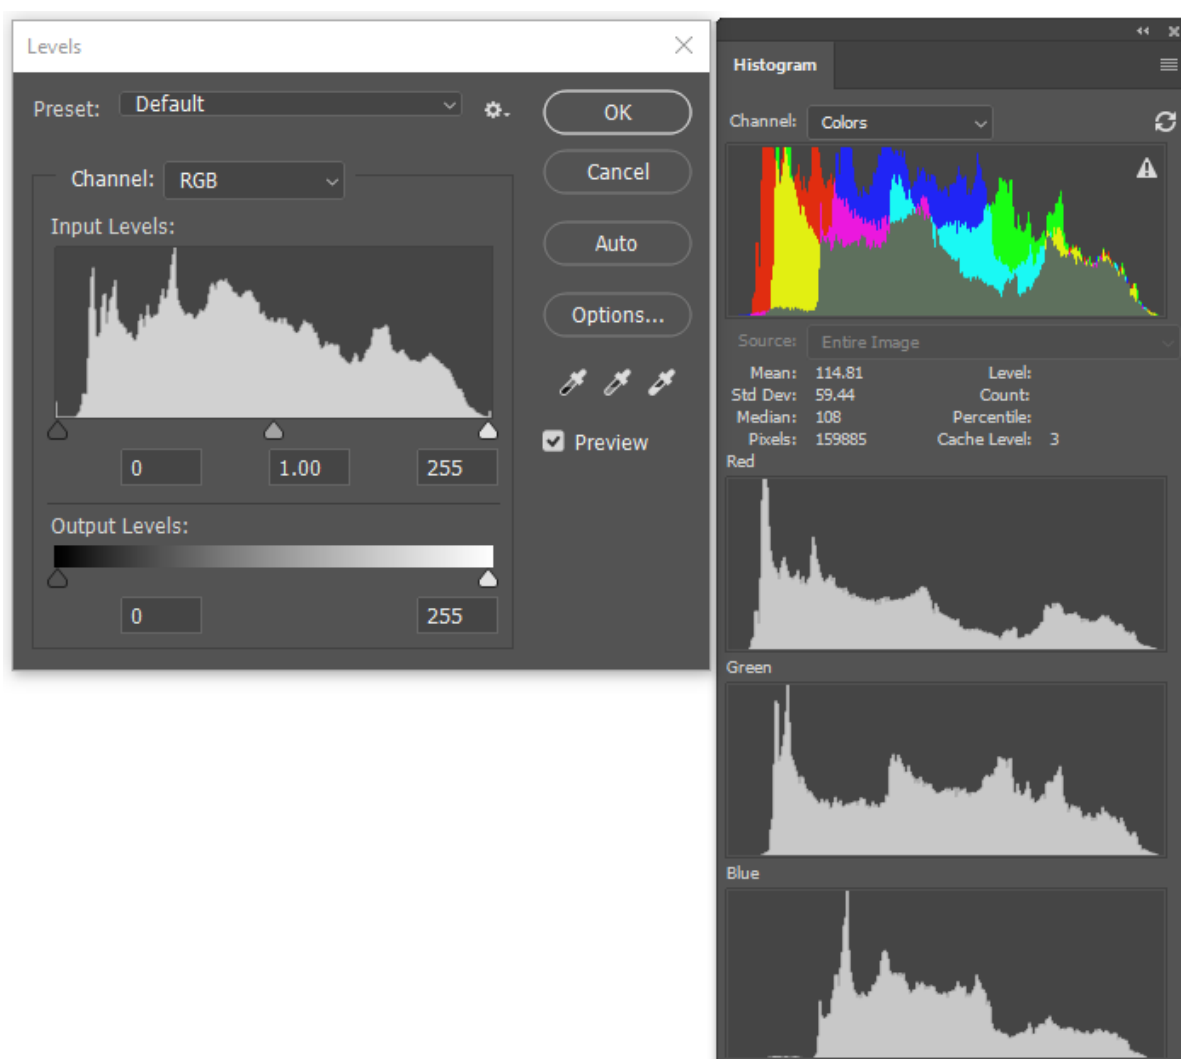 Levels
Preset: Default
OK
Channel: RGB
Cancel
Input Levels:
Auto
Options...
Preview
0 1.00 255
Output Levels:
0 255
Histogram
Channel: Colors
Source: Entire Image
Mean: 114.81 Level:
Std Dev: 59.44 Count:
Median: 108 Percentile:
Pixels: 159885 Cache Level: 3
Red
Green
Blue